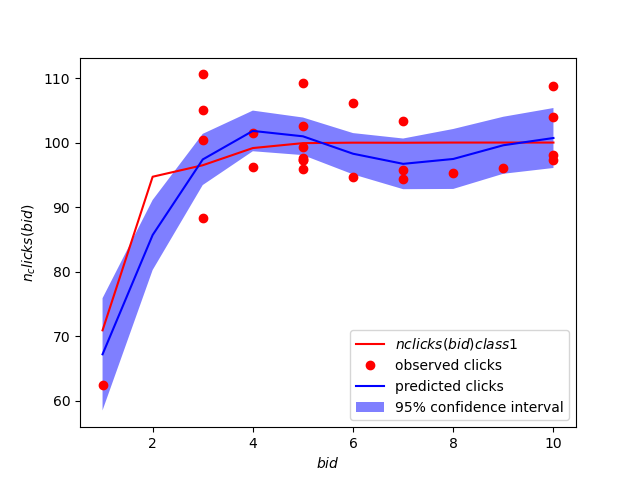 110
100
90
80
70
60
n_clicks(bid)
2
4
6
8
10
bid
nclicks(bid)class1
observed clicks
predicted clicks
95% confidence interval